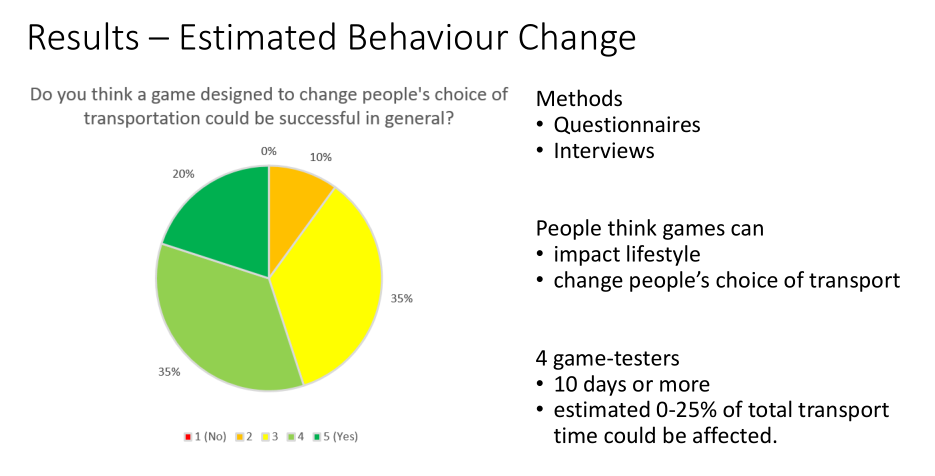 Results – Estimated Behaviour Change
Do you think a game designed to change people's choice of
transportation could be successful in general?
0%
10%
20%
35%
35%
1 (No) 2 3 4 5 (Yes)
Methods
• Questionnaires
• Interviews
People think games can
• impact lifestyle
• change people’s choice of transport
4 game-testers
• 10 days or more
• estimated 0-25% of total transport
time could be affected.